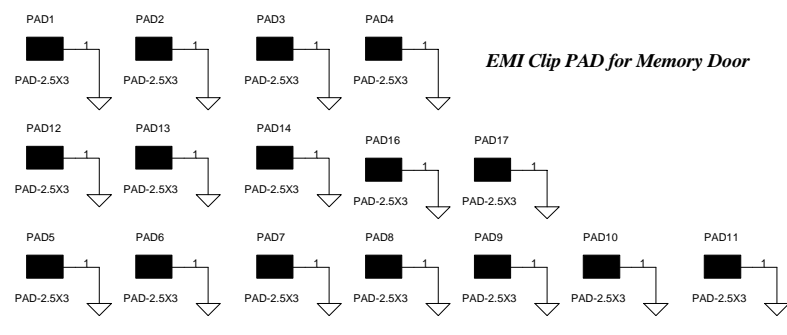 PAD1 PAD2 PAD3 PAD4
1 1 1 1
EMI Clip PAD for Memory Door
PAD-2.5X3 PAD-2.5X3 PAD-2.5X3 PAD-2.5X3
PAD12 PAD13 PAD14 PAD16 PAD17
1 1 1 1 1
PAD-2.5X3 PAD-2.5X3 PAD-2.5X3 PAD-2.5X3 PAD-2.5X3
PAD5 PAD6 PAD7 PAD8 PAD9 PAD10 PAD11
1 1 1 1 1 1 1
PAD-2.5X3 PAD-2.5X3 PAD-2.5X3 PAD-2.5X3 PAD-2.5X3 PAD-2.5X3 PAD-2.5X3